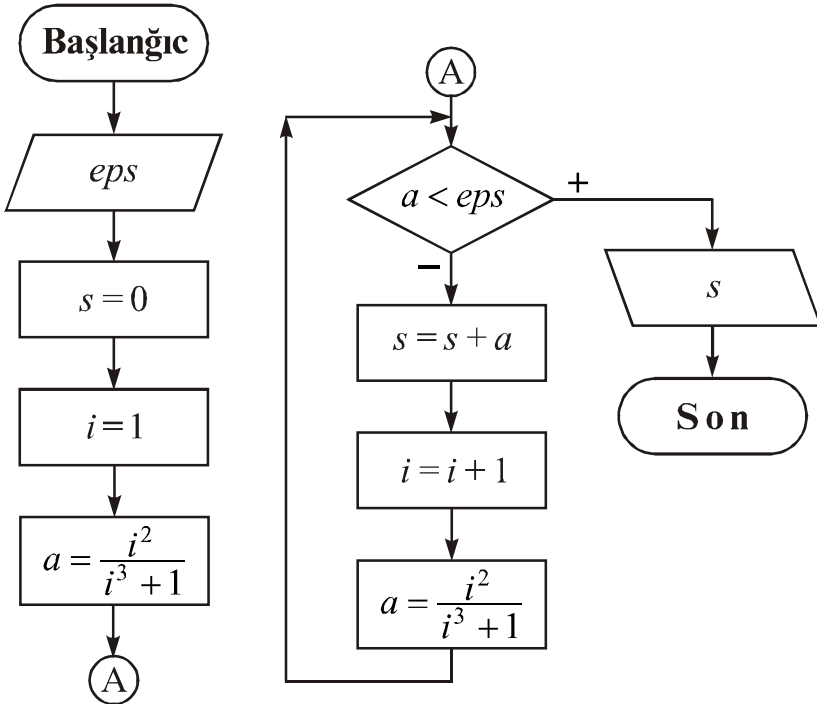 Başlanğıc
eps
s = 0
i = 1
a = i² / (i³ + 1)
A
A
a < eps
+
−
s = s + a
i = i + 1
a = i² / (i³ + 1)
s
Son